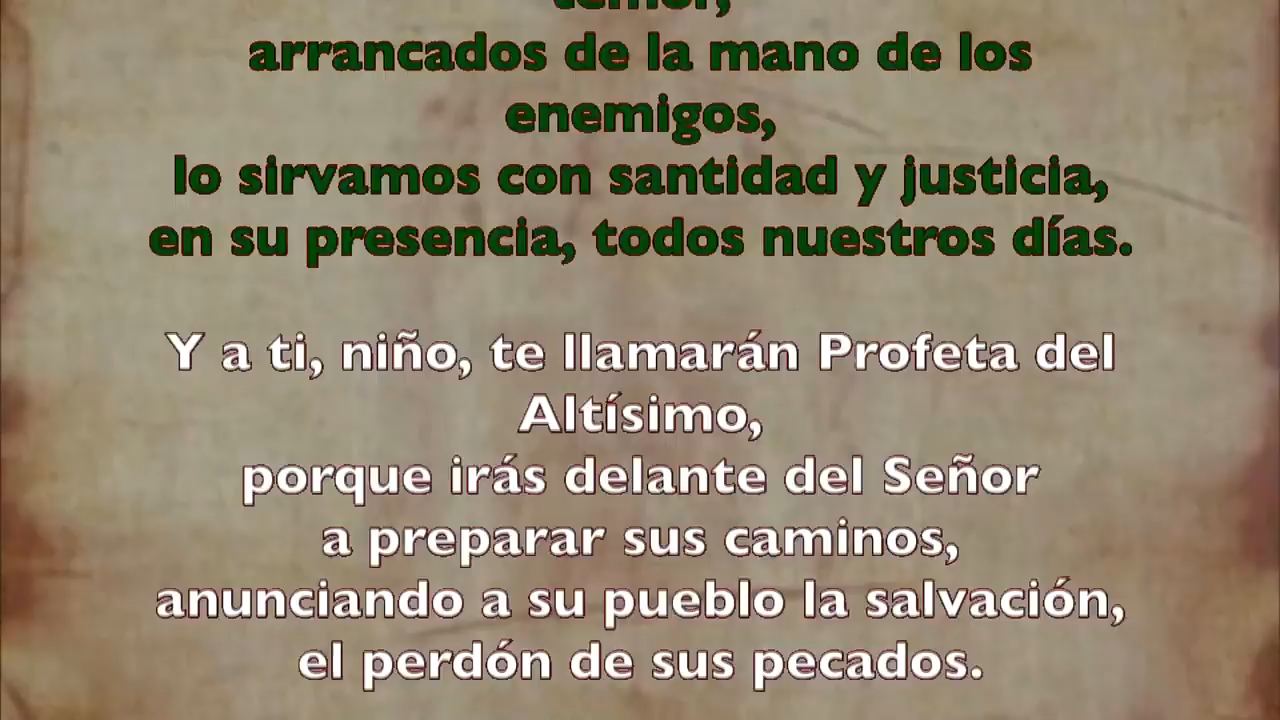 temor,
arrancados de la mano de los
enemigos,
lo sirvamos con santidad y justicia,
en su presencia, todos nuestros días.
Y a ti, niño, te llamarán Profeta del
Altísimo,
porque irás delante del Señor
a preparar sus caminos,
anunciando a su pueblo la salvación,
el perdón de sus pecados.